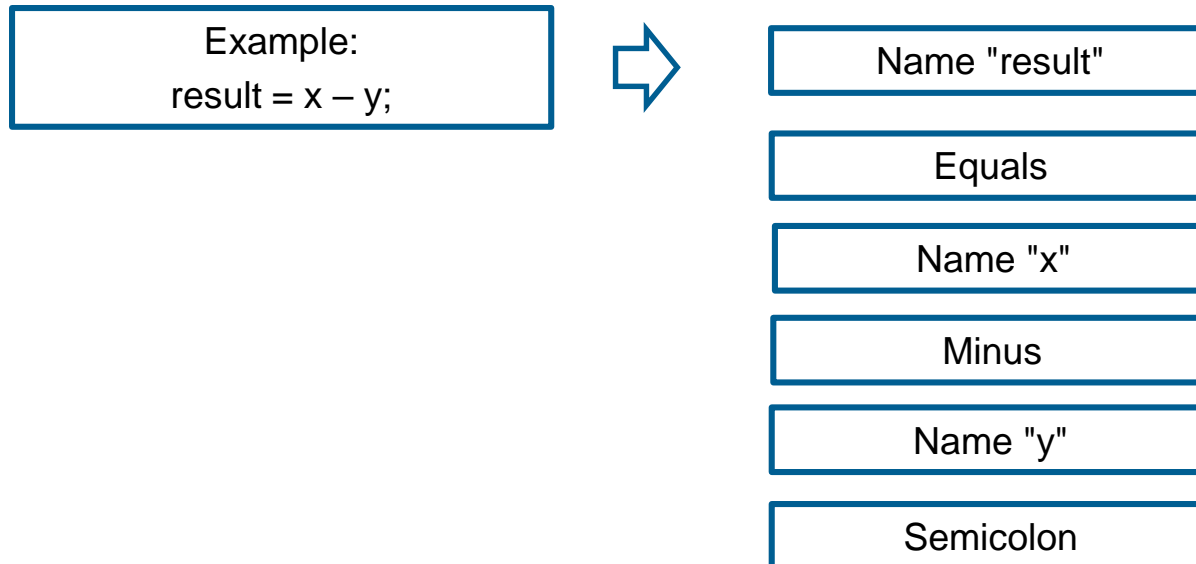 Example:
result = x – y;
Name "result"
Equals
Name "x"
Minus
Name "y"
Semicolon